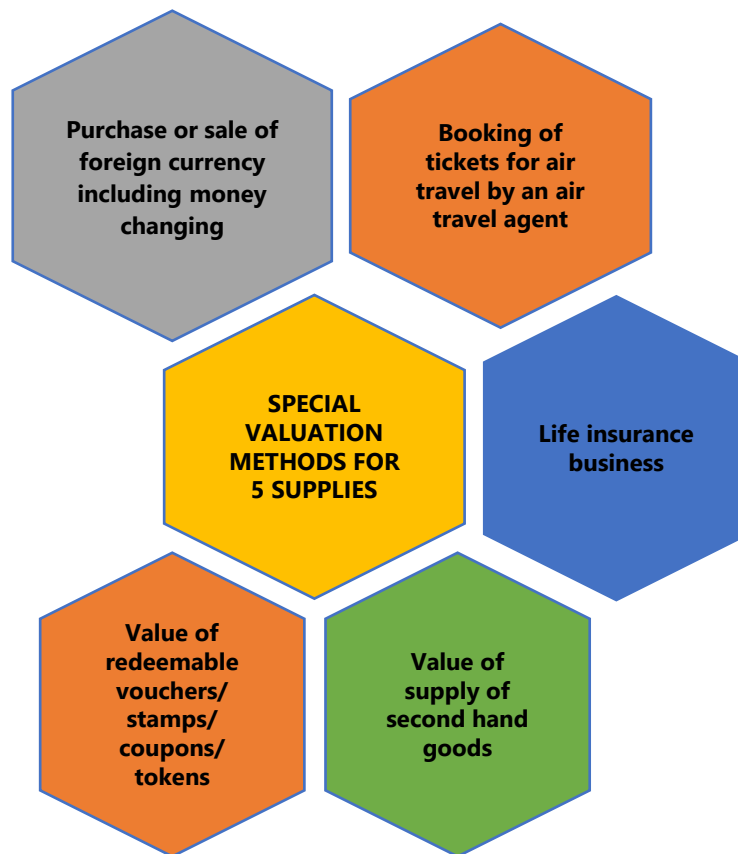 Purchase or sale of
foreign currency
including money
changing
Booking of
tickets for air
travel by an air
travel agent
SPECIAL
VALUATION
METHODS FOR
5 SUPPLIES
Life insurance
business
Value of
redeemable
vouchers/
stamps/
coupons/
tokens
Value of
supply of
second hand
goods